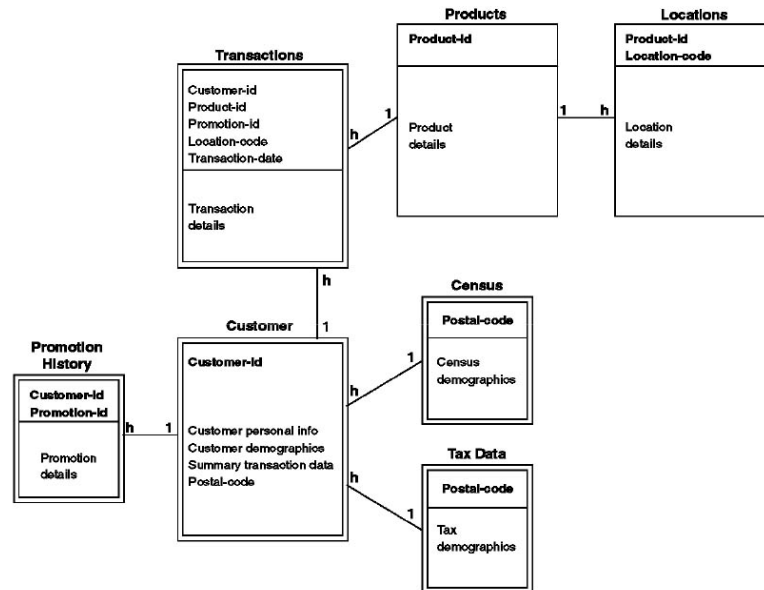 Products
Product-id
Product
details
Locations
Product-id
Location-code
Location
details
Transactions
Customer-id
Product-id
Promotion-id
Location-code
Transaction-date
Transaction
details
h
1
1
h
h
1
Customer
Customer-id
Customer personal info
Customer demographics
Summary transaction data
Postal-code
Census
Postal-code
Census
demographics
h
1
Promotion
History
Customer-id
Promotion-id
Promotion
details
h
1
Tax Data
Postal-code
Tax
demographics
h
1